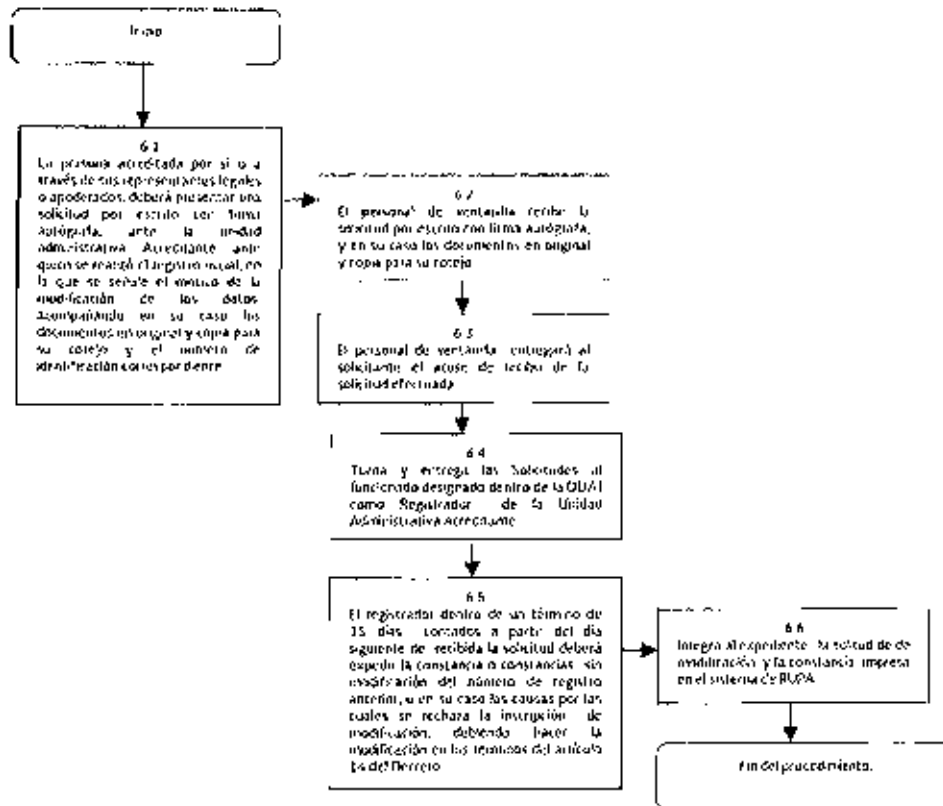 Inicio
6.1
La persona acreditada por sí o a
través de sus representantes legales
o apoderados, deberá presentar una
solicitud por escrito con firma
Autógrafa, ante la unidad
administrativa Acreditante ante
quien se realizó el registro inicial, en
la que se señale el motivo de la
modificación de los datos.
Acompañando en su caso los
documentos en original y copia para
su cotejo y el número de
identificación correspondiente
6.2
El personal de ventanilla recibe la
solicitud por escrito con firma autógrafa,
y en su caso los documentos en original
y copia para su cotejo
6.3
El personal de ventanilla entregará al
solicitante el acuse de recibo de la
solicitud efectuada
6.4
Turna y entrega las Solicitudes al
funcionario designado dentro de la
como Registrador de la Unidad
Administrativa Acreditante
6.5
El registrador dentro de un término de
15 días contados a partir del día
siguiente de recibida la solicitud deberá
expedir la constancia o constancias sin
modificación del número de registro
anterior, o en su caso las causas por las
cuales se rechaza la inscripción de
modificación, debiendo hacer la
modificación en los términos del artículo
del Decreto
6.6
Integra al expediente la solicitud de
modificación y la constancia impresa
en el sistema de RUPA
Fin del procedimiento.